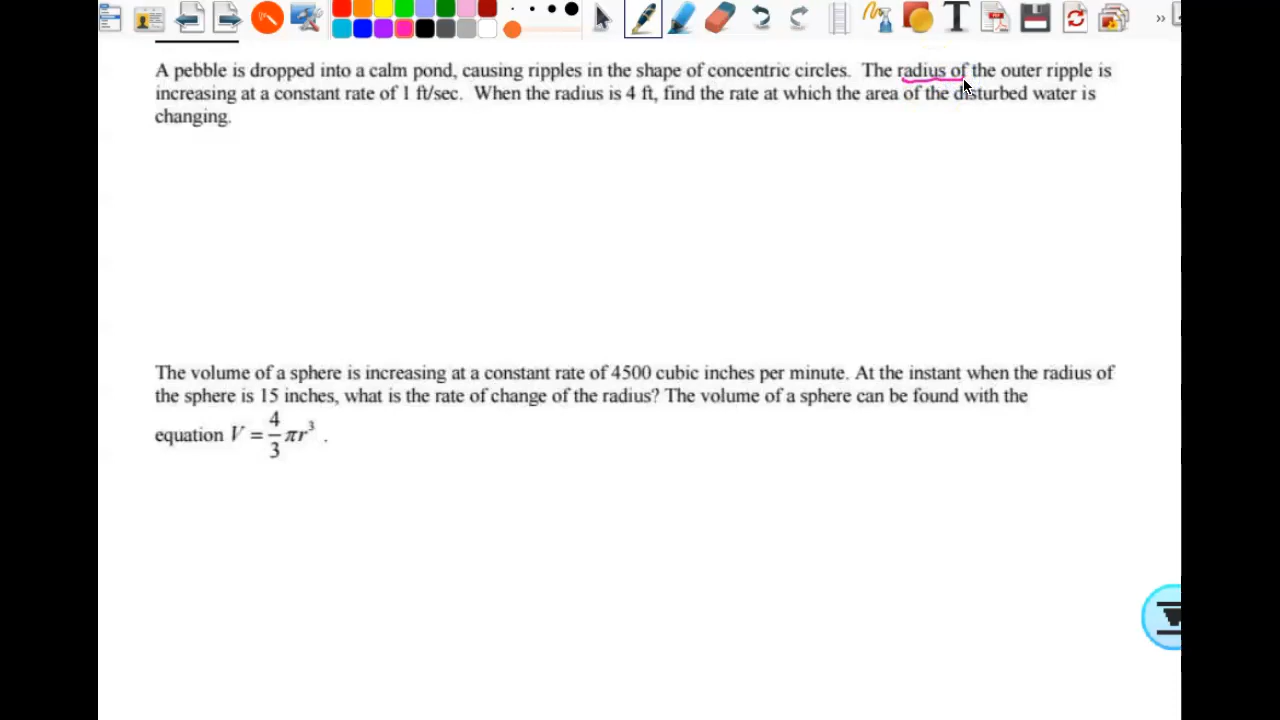 A pebble is dropped into a calm pond, causing ripples in the shape of concentric circles. The radius of the outer ripple is
increasing at a constant rate of 1 ft/sec. When the radius is 4 ft, find the rate at which the area of the disturbed water is
changing.
The volume of a sphere is increasing at a constant rate of 4500 cubic inches per minute. At the instant when the radius of
the sphere is 15 inches, what is the rate of change of the radius? The volume of a sphere can be found with the
equation V = 4/3 πr³ .